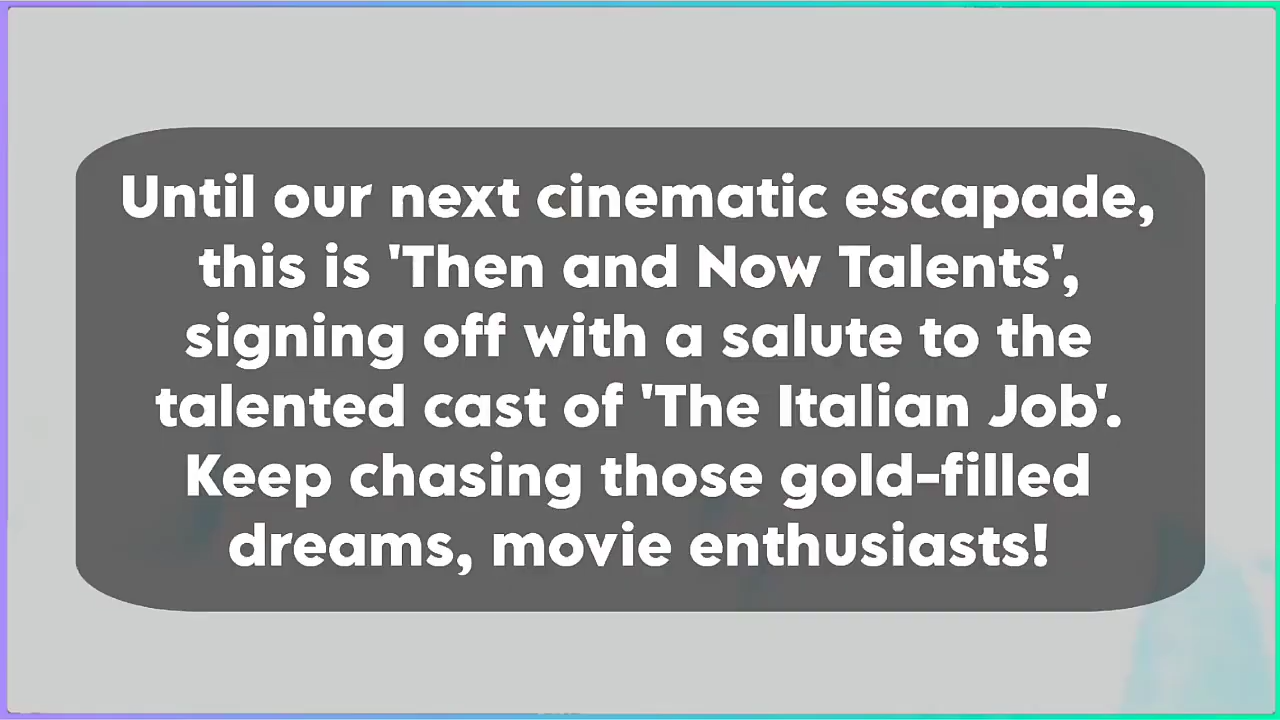 Until our next cinematic escapade,
this is 'Then and Now Talents',
signing off with a salute to the
talented cast of 'The Italian Job'.
Keep chasing those gold-filled
dreams, movie enthusiasts!